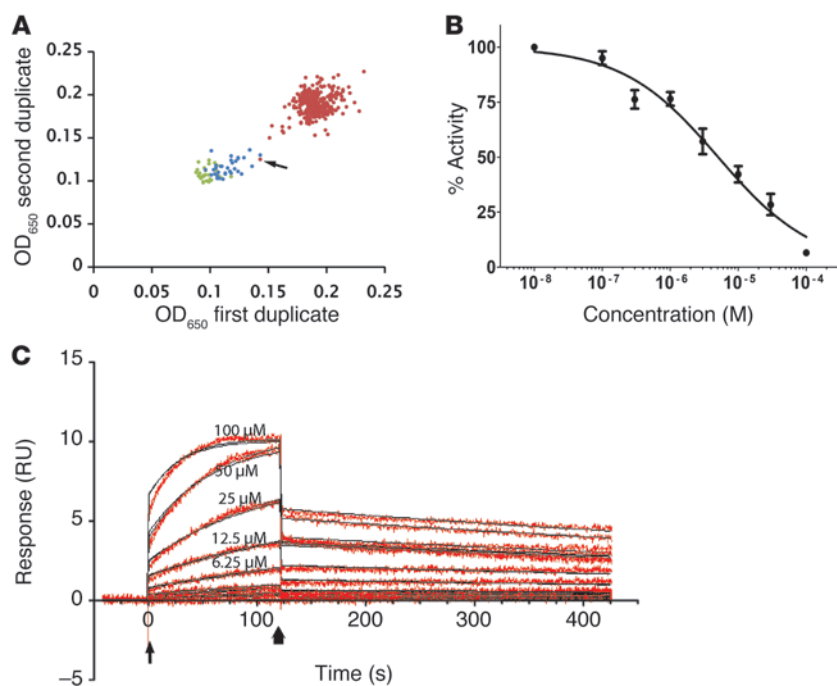 A
OD650 second duplicate
0.25
0.2
0.15
0.1
0.05
0
0 0.05 0.1 0.15 0.2 0.25
OD650 first duplicate
B
% Activity
100
75
50
25
0
10-8 10-7 10-6 10-5 10-4
Concentration (M)
C
Response (RU)
15
10
5
0
–5
100 µM
50 µM
25 µM
12.5 µM
6.25 µM
0 100 200 300 400
Time (s)